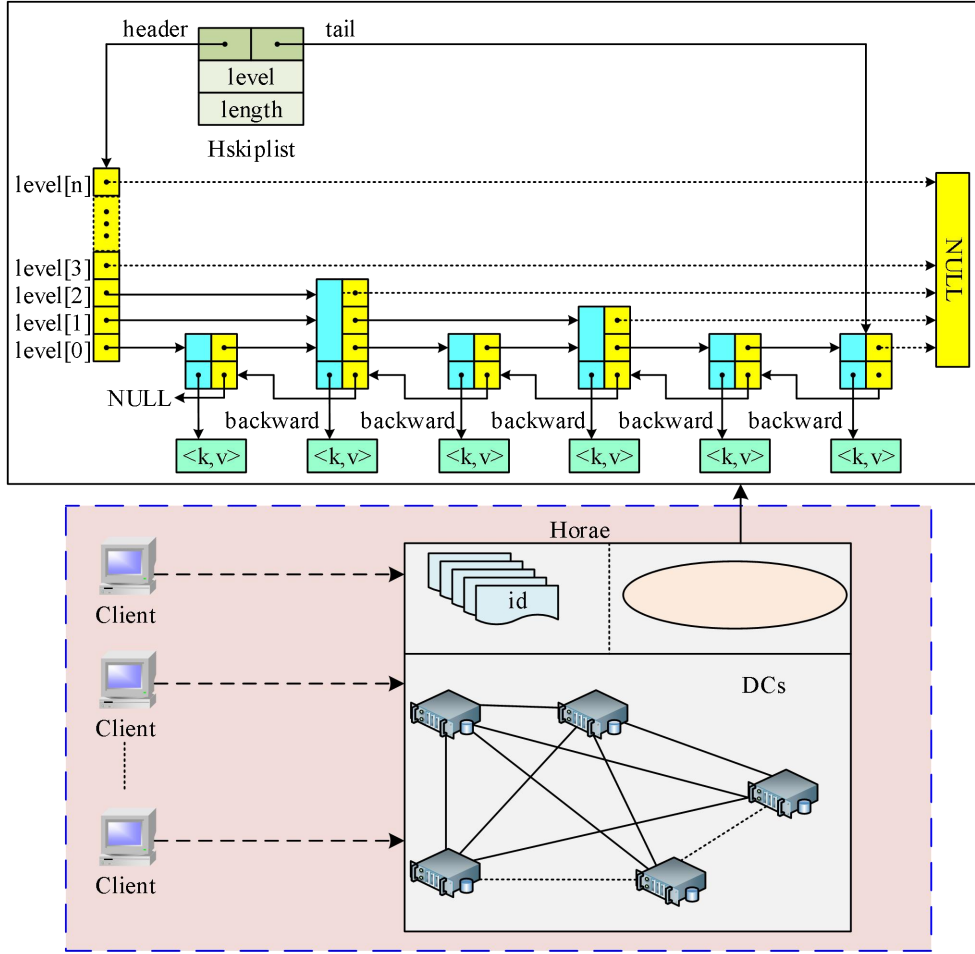 header
tail
level
length
Hskiplist
level[n]
level[3]
level[2]
level[1]
level[0]
NULL
NULL
backward
backward
backward
backward
backward
<k,v>
<k,v>
<k,v>
<k,v>
<k,v>
<k,v>
Horae
id
Client
Client
Client
DCs